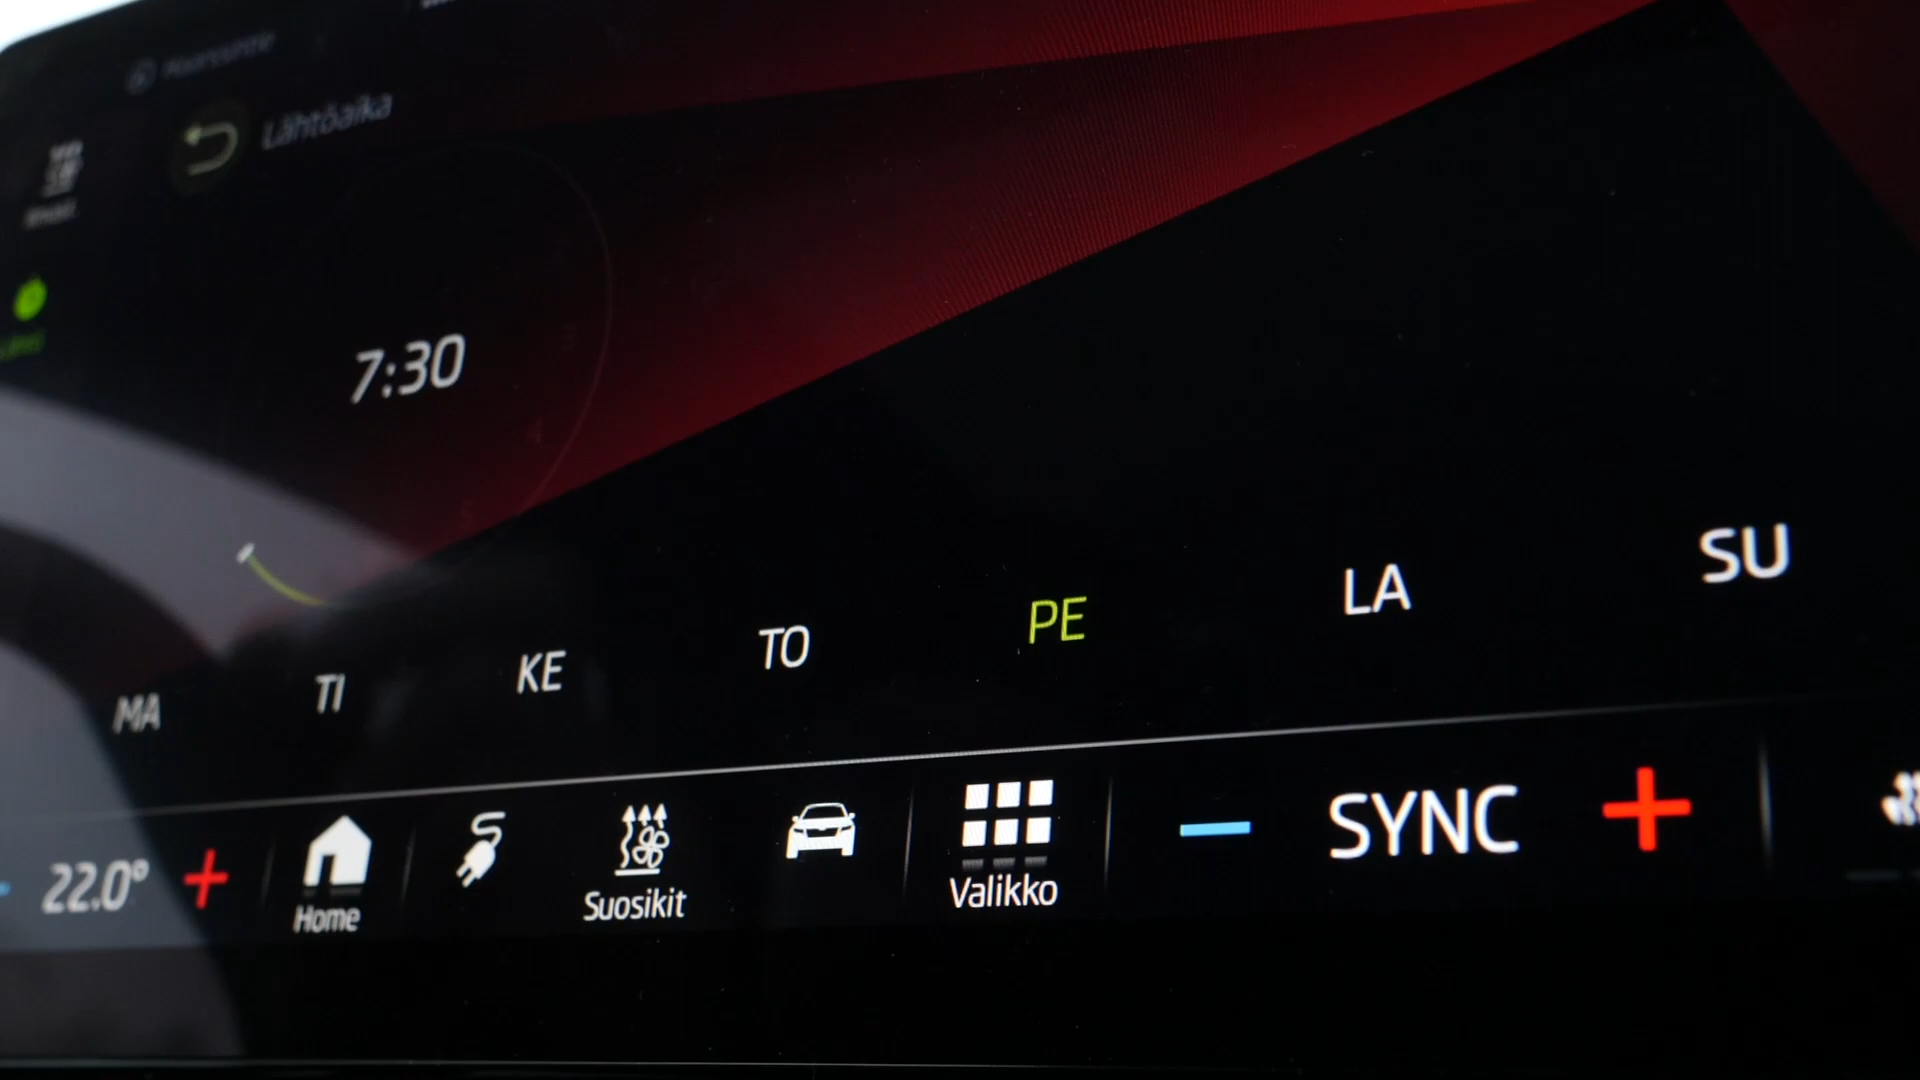 Lähtöaika
7:30
MA TI KE TO PE LA SU
22.0° Home Suosikit Valikko SYNC